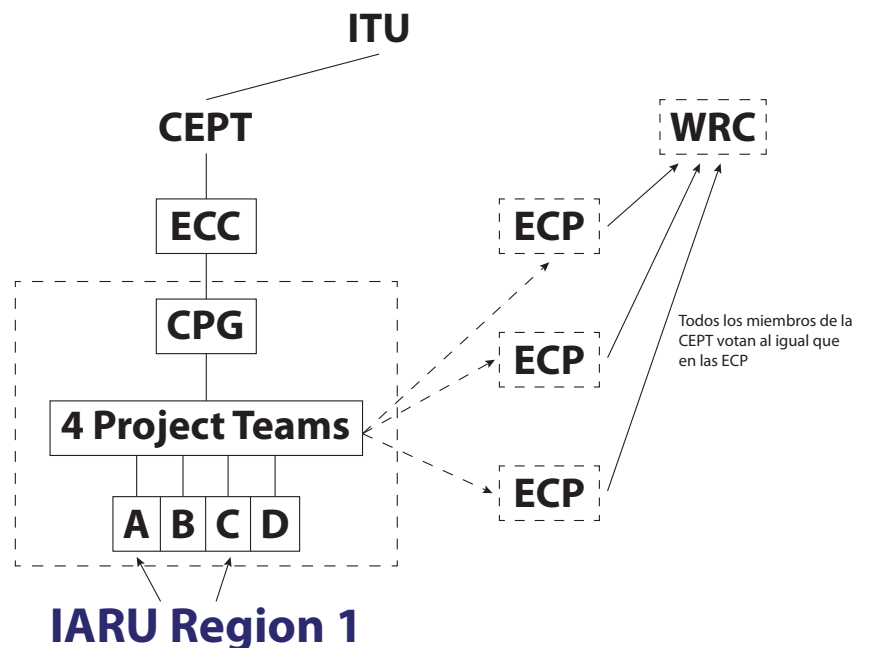 ITU
CEPT
WRC
ECC
ECP
CPG
Todos los miembros de la
CEPT votan al igual que
en las ECP
ECP
4 Project Teams
ECP
A B C D
IARU Region 1